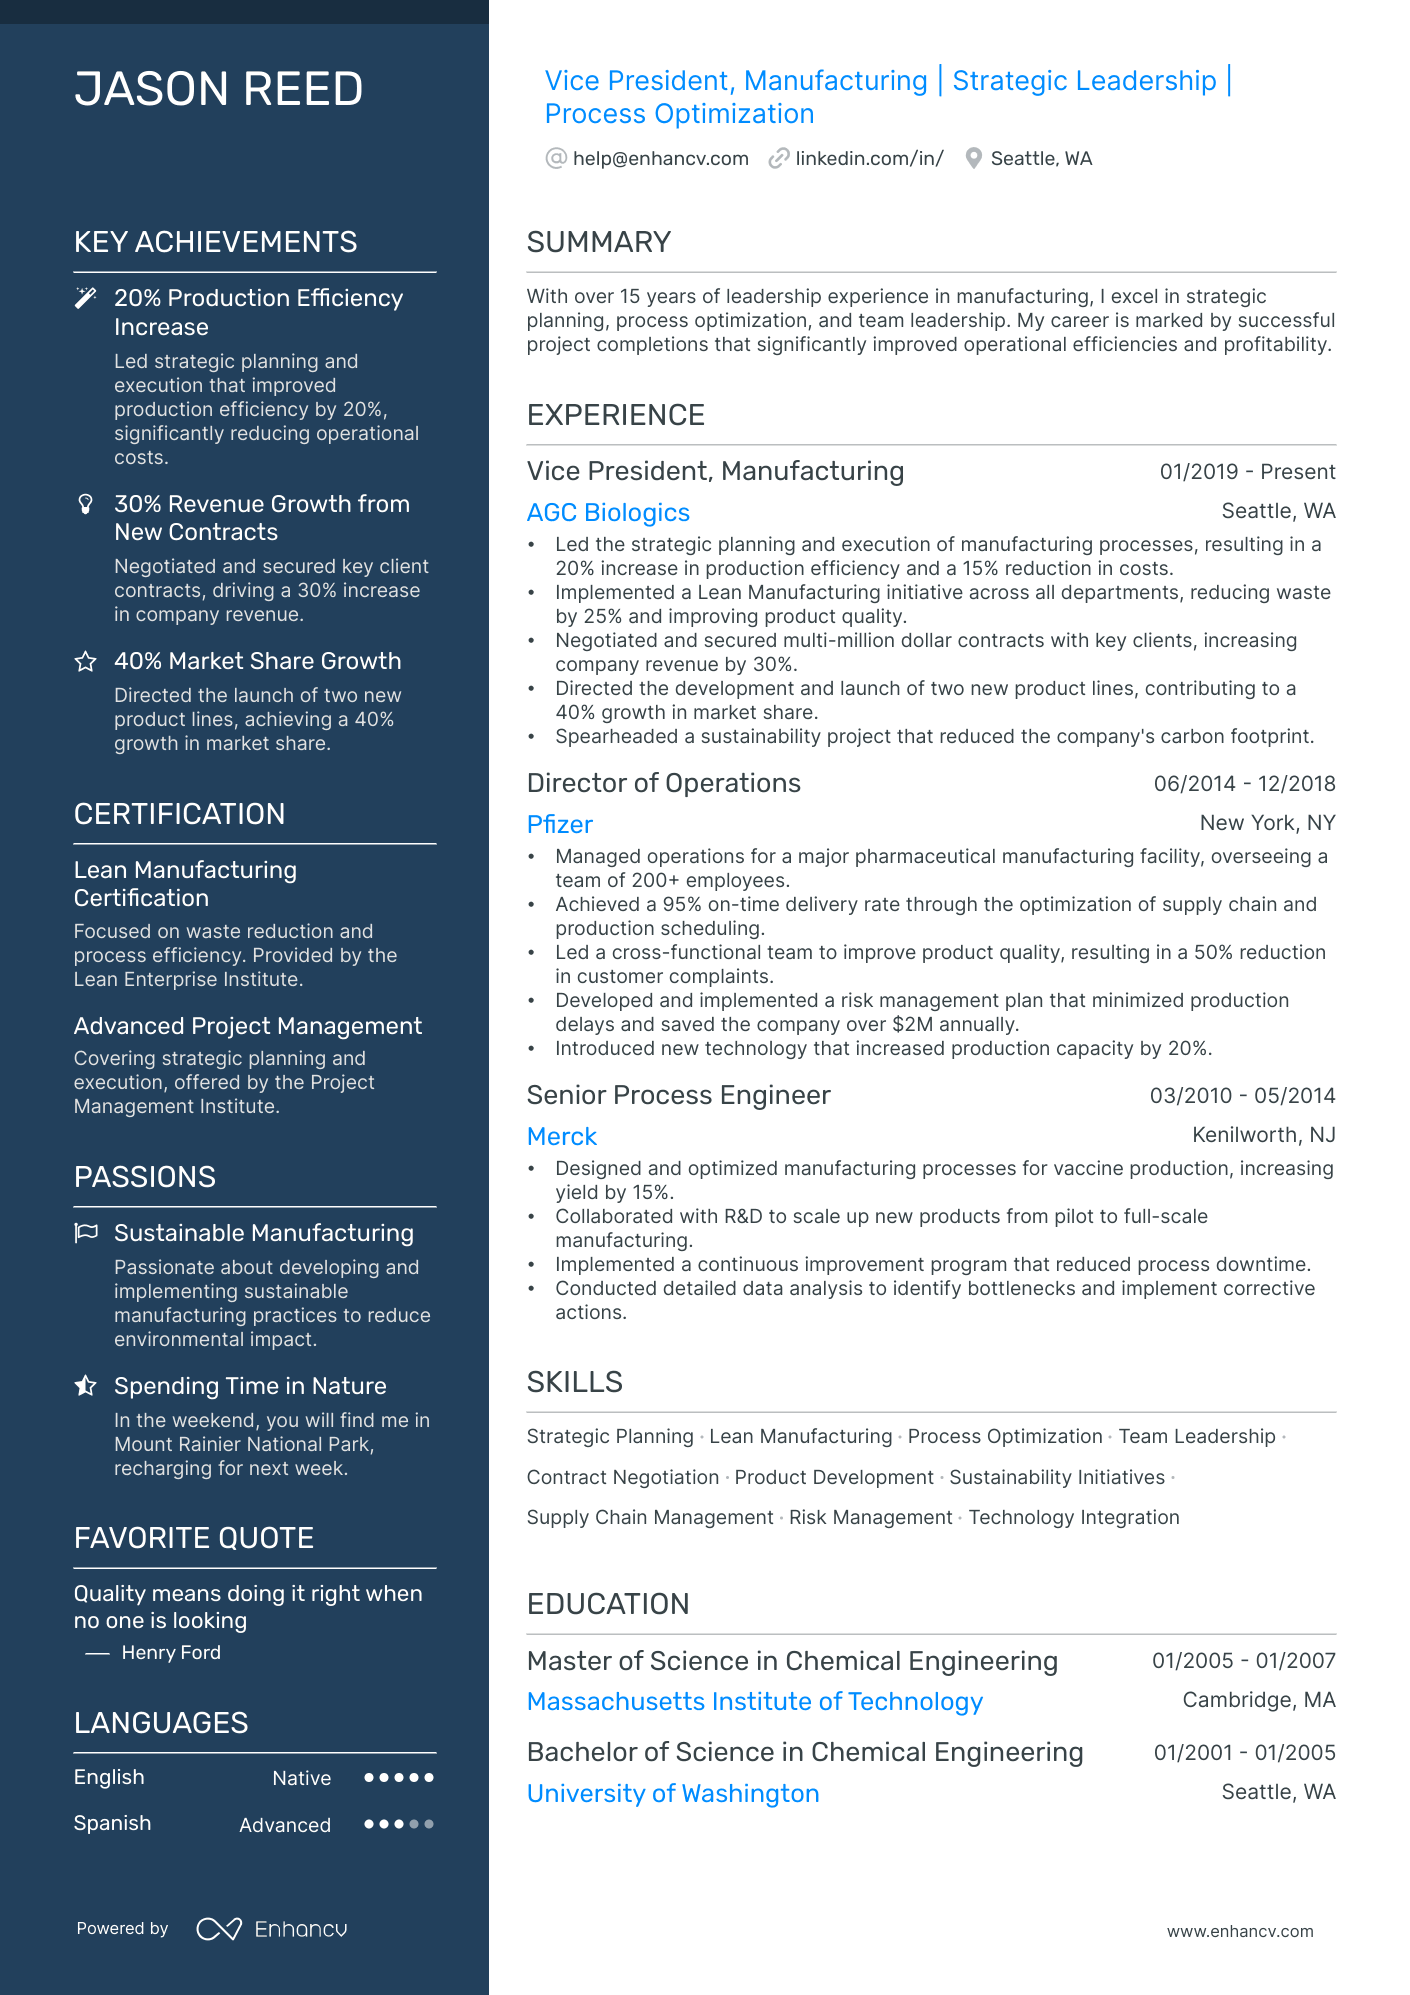 JASON REED
Vice President, Manufacturing | Strategic Leadership |
Process Optimization
help@enhancv.com linkedin.com/in/ Seattle, WA
KEY ACHIEVEMENTS
20% Production Efficiency
Increase
Led strategic planning and
execution that improved
production efficiency by 20%,
significantly reducing operational
costs.
30% Revenue Growth from
New Contracts
Negotiated and secured key client
contracts, driving a 30% increase
in company revenue.
40% Market Share Growth
Directed the launch of two new
product lines, achieving a 40%
growth in market share.
CERTIFICATION
Lean Manufacturing
Certification
Focused on waste reduction and
process efficiency. Provided by the
Lean Enterprise Institute.
Advanced Project Management
Covering strategic planning and
execution, offered by the Project
Management Institute.
PASSIONS
Sustainable Manufacturing
Passionate about developing and
implementing sustainable
manufacturing practices to reduce
environmental impact.
Spending Time in Nature
In the weekend, you will find me in
Mount Rainier National Park,
recharging for next week.
FAVORITE QUOTE
Quality means doing it right when
no one is looking
— Henry Ford
LANGUAGES
English Native
Spanish Advanced
Powered by Enhancv
SUMMARY
With over 15 years of leadership experience in manufacturing, I excel in strategic
planning, process optimization, and team leadership. My career is marked by successful
project completions that significantly improved operational efficiencies and profitability.
EXPERIENCE
Vice President, Manufacturing 01/2019 - Present
AGC Biologics Seattle, WA
• Led the strategic planning and execution of manufacturing processes, resulting in a
20% increase in production efficiency and a 15% reduction in costs.
• Implemented a Lean Manufacturing initiative across all departments, reducing waste
by 25% and improving product quality.
• Negotiated and secured multi-million dollar contracts with key clients, increasing
company revenue by 30%.
• Directed the development and launch of two new product lines, contributing to a
40% growth in market share.
• Spearheaded a sustainability project that reduced the company's carbon footprint.
Director of Operations 06/2014 - 12/2018
Pfizer New York, NY
• Managed operations for a major pharmaceutical manufacturing facility, overseeing a
team of 200+ employees.
• Achieved a 95% on-time delivery rate through the optimization of supply chain and
production scheduling.
• Led a cross-functional team to improve product quality, resulting in a 50% reduction
in customer complaints.
• Developed and implemented a risk management plan that minimized production
delays and saved the company over $2M annually.
• Introduced new technology that increased production capacity by 20%.
Senior Process Engineer 03/2010 - 05/2014
Merck Kenilworth, NJ
• Designed and optimized manufacturing processes for vaccine production, increasing
yield by 15%.
• Collaborated with R&D to scale up new products from pilot to full-scale
manufacturing.
• Implemented a continuous improvement program that reduced process downtime.
• Conducted detailed data analysis to identify bottlenecks and implement corrective
actions.
SKILLS
Strategic Planning · Lean Manufacturing · Process Optimization · Team Leadership ·
Contract Negotiation · Product Development · Sustainability Initiatives ·
Supply Chain Management · Risk Management · Technology Integration
EDUCATION
Master of Science in Chemical Engineering 01/2005 - 01/2007
Massachusetts Institute of Technology Cambridge, MA
Bachelor of Science in Chemical Engineering 01/2001 - 01/2005
University of Washington Seattle, WA
www.enhancv.com